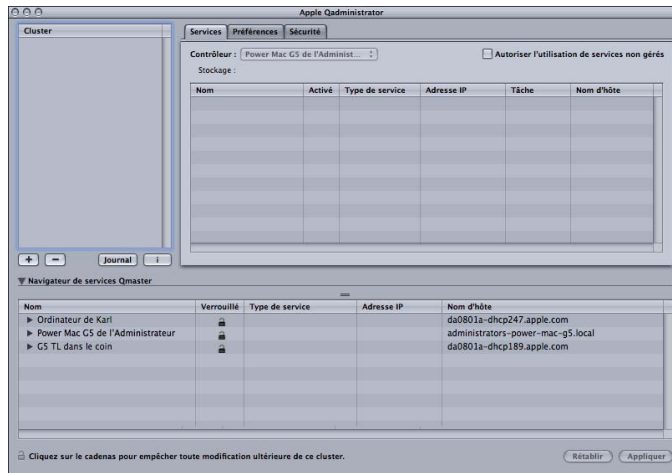 Apple Qadministrator
Cluster
Services Préférences Sécurité
Contrôleur : Power Mac G5 de l'Administ...
Autoriser l'utilisation de services non gérés
Stockage :
Nom Activé Type de service Adresse IP Tâche Nom d'hôte
+ − Journal i
Navigateur de services Qmaster
Nom Verrouillé Type de service Adresse IP Nom d'hôte
Ordinateur de Karl da0801a-dhcp247.apple.com
Power Mac G5 de l'Administrateur administrators-power-mac-g5.local
G5 TL dans le coin da0801a-dhcp189.apple.com
Cliquez sur le cadenas pour empêcher toute modification ultérieure de ce cluster.
Rétablir Appliquer